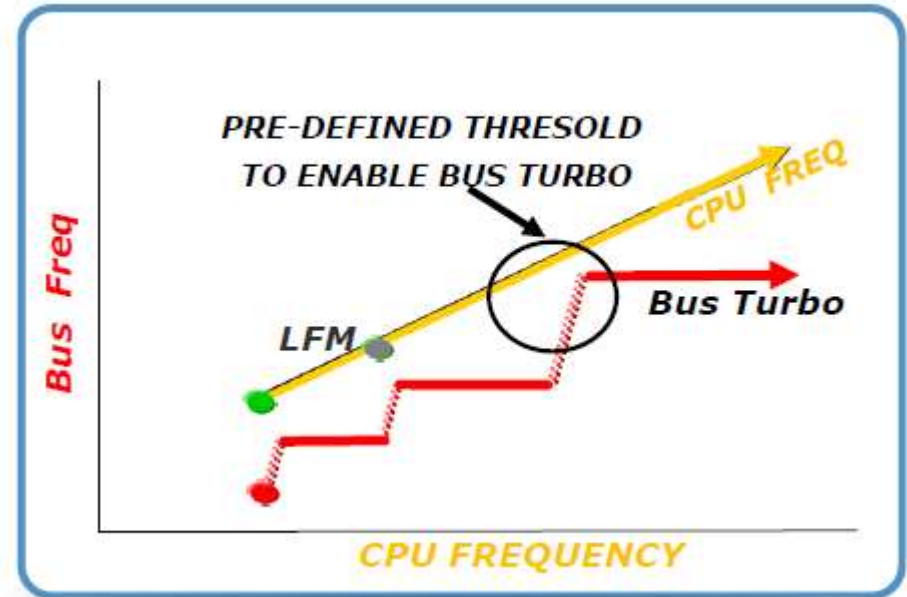 PRE-DEFINED THRESOLD
TO ENABLE BUS TURBO
CPU FREQ
Bus Freq
Bus Turbo
LFM
CPU FREQUENCY